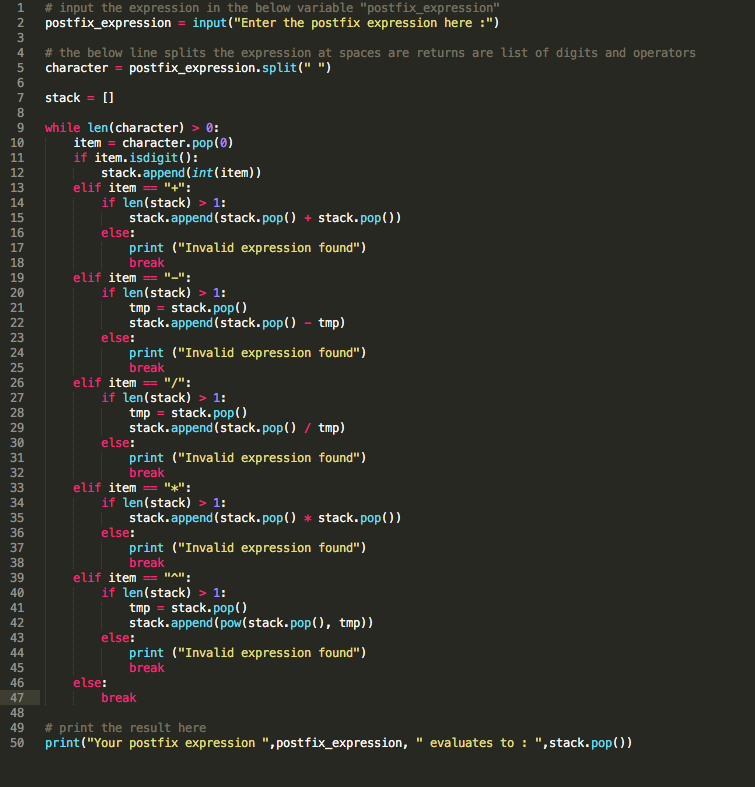 1 # input the expression in the below variable "postfix_expression"
2 postfix_expression = input("Enter the postfix expression here :")
3
4 # the below line splits the expression at spaces are returns are list of digits and operators
5 character = postfix_expression.split(" ")
6
7 stack = []
8
9 while len(character) > 0:
10     item = character.pop(0)
11     if item.isdigit():
12         stack.append(int(item))
13     elif item == "+":
14         if len(stack) > 1:
15             stack.append(stack.pop() + stack.pop())
16         else:
17             print ("Invalid expression found")
18             break
19     elif item == "-":
20         if len(stack) > 1:
21             tmp = stack.pop()
22             stack.append(stack.pop() - tmp)
23         else:
24             print ("Invalid expression found")
25             break
26     elif item == "/":
27         if len(stack) > 1:
28             tmp = stack.pop()
29             stack.append(stack.pop() / tmp)
30         else:
31             print ("Invalid expression found")
32             break
33     elif item == "*":
34         if len(stack) > 1:
35             stack.append(stack.pop() * stack.pop())
36         else:
37             print ("Invalid expression found")
38             break
39     elif item == "^":
40         if len(stack) > 1:
41             tmp = stack.pop()
42             stack.append(pow(stack.pop(), tmp))
43         else:
44             print ("Invalid expression found")
45             break
46     else:
47         break
48
49 # print the result here
50 print("Your postfix expression ",postfix_expression, " evaluates to : ",stack.pop())